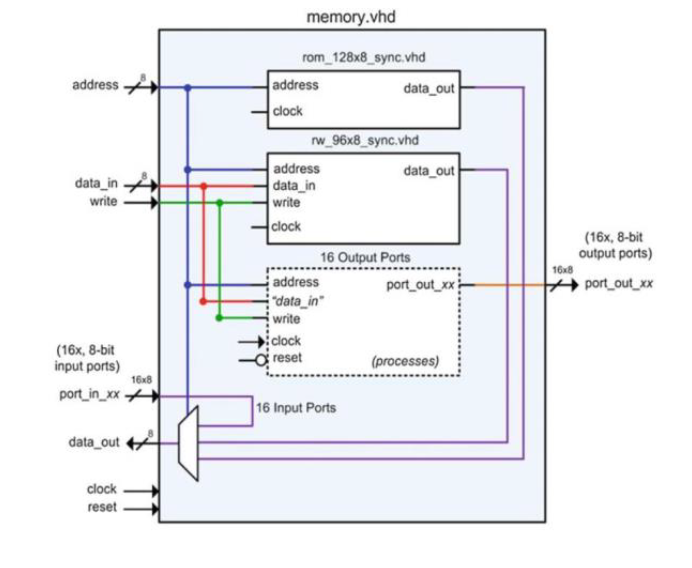 memory.vhd
rom_128x8_sync.vhd
address
8
address
data_out
clock
rw_96x8_sync.vhd
address
data_out
data_in
8
data_in
write
write
clock
(16x, 8-bit
output ports)
16 Output Ports
address
port_out_xx
16x8
port_out_xx
"data_in"
write
clock
reset
(processes)
(16x, 8-bit
input ports)
16x8
port_in_xx
16 Input Ports
data_out
8
clock
reset